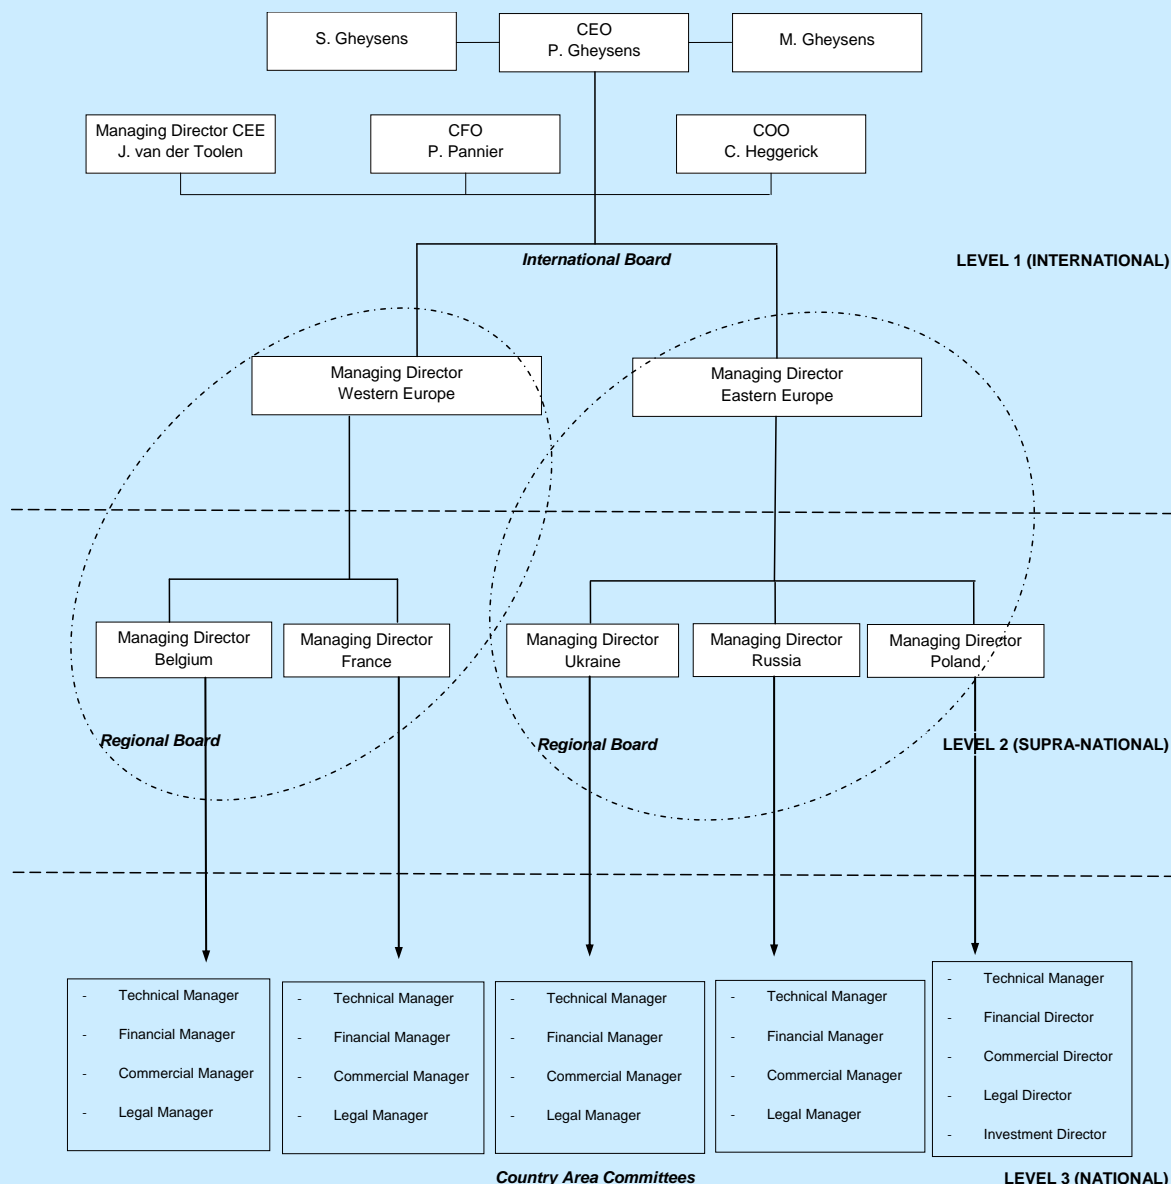 S. Gheysens
CEO
P. Gheysens
M. Gheysens
Managing Director CEE
J. van der Toolen
CFO
P. Pannier
COO
C. Heggerick
International Board
LEVEL 1 (INTERNATIONAL)
Managing Director
Western Europe
Managing Director
Eastern Europe
Managing Director
Belgium
Managing Director
France
Managing Director
Ukraine
Managing Director
Russia
Managing Director
Poland
Regional Board
Regional Board
LEVEL 2 (SUPRA-NATIONAL)
- Technical Manager
- Financial Manager
- Commercial Manager
- Legal Manager
- Technical Manager
- Financial Manager
- Commercial Manager
- Legal Manager
- Technical Manager
- Financial Manager
- Commercial Manager
- Legal Manager
- Technical Manager
- Financial Manager
- Commercial Manager
- Legal Manager
- Technical Manager
- Financial Director
- Commercial Director
- Legal Director
- Investment Director
Country Area Committees
LEVEL 3 (NATIONAL)